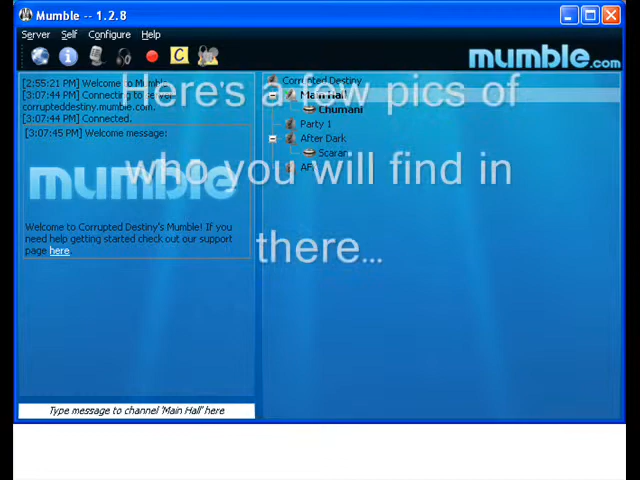 Mumble -- 1.2.8
Server Self Configure Help
mumble.com
[2:55:21 PM] Welcome to Mumble.
[3:07:44 PM] Connecting to server
corrupteddestiny.mumble.com.
[3:07:44 PM] Connected.
[3:07:45 PM] Welcome message:
mumble
Welcome to Corrupted Destiny's Mumble! If you
need help getting started check out our support
page here.
Type message to channel 'Main Hall' here
Corrupted Destiny
Main Hall
Chumani
Party 1
After Dark
Scaran
Here's a few pics of
who you will find in
there...